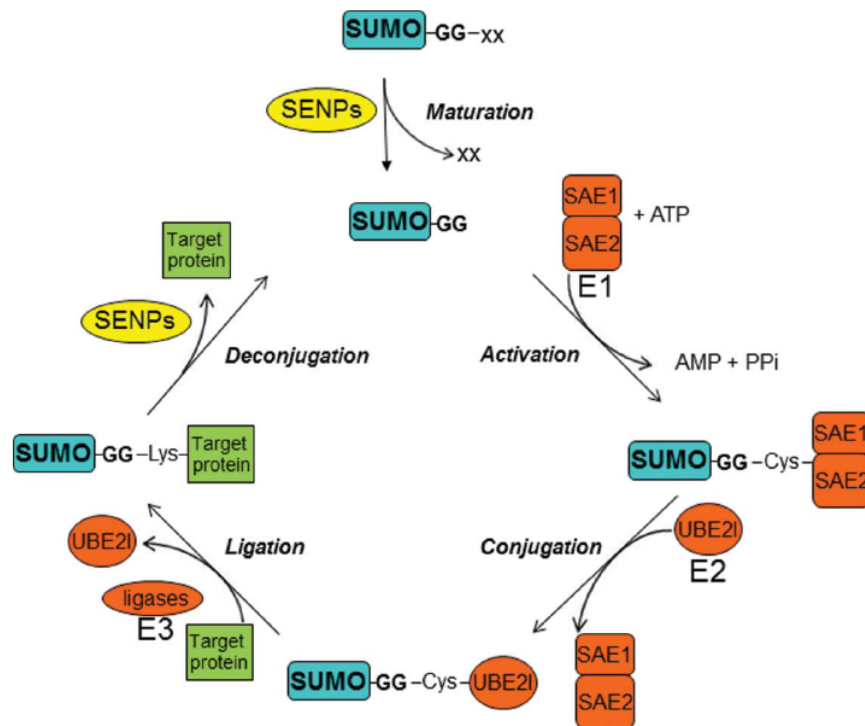 SUMO-GG-xx
SENPs
Maturation
xx
SUMO-GG
SAE1
SAE2
+ ATP
E1
Target
protein
SENPs
Deconjugation
Activation
AMP + PPi
SUMO-GG-Lys-Target
protein
SUMO-GG-Cys-SAE1
SAE2
UBE2I
Ligation
Conjugation
UBE2I
E2
ligases
E3
Target
protein
SUMO-GG-Cys-UBE2I
SAE1
SAE2